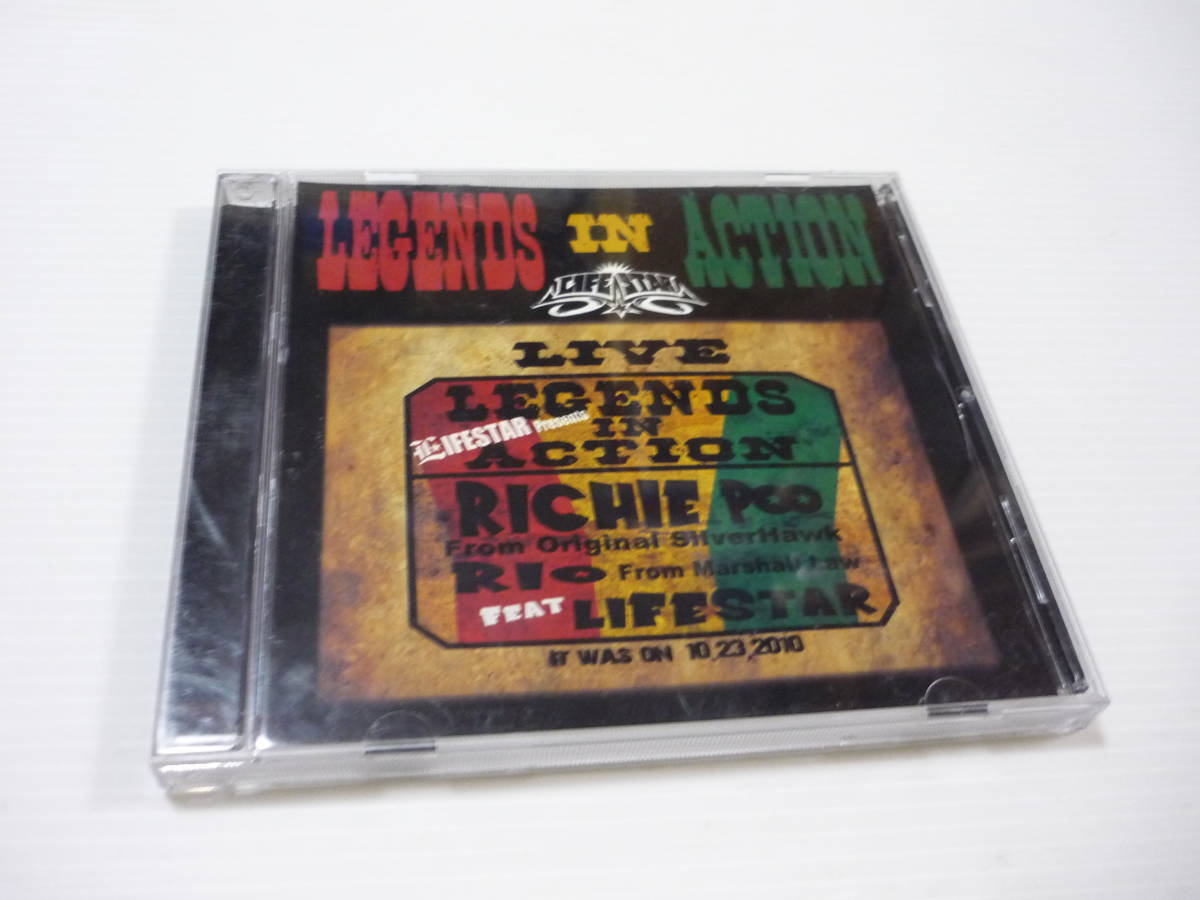 LEGENDS IN ACTION
LIFESTAR
LIVE
LEGENDS
IN
LIFESTAR Presents
ACTION
RICHIE POO
From Original SilverHawk
RIO From Marshall Law
FEAT LIFESTAR
IT WAS ON 10,23,2010